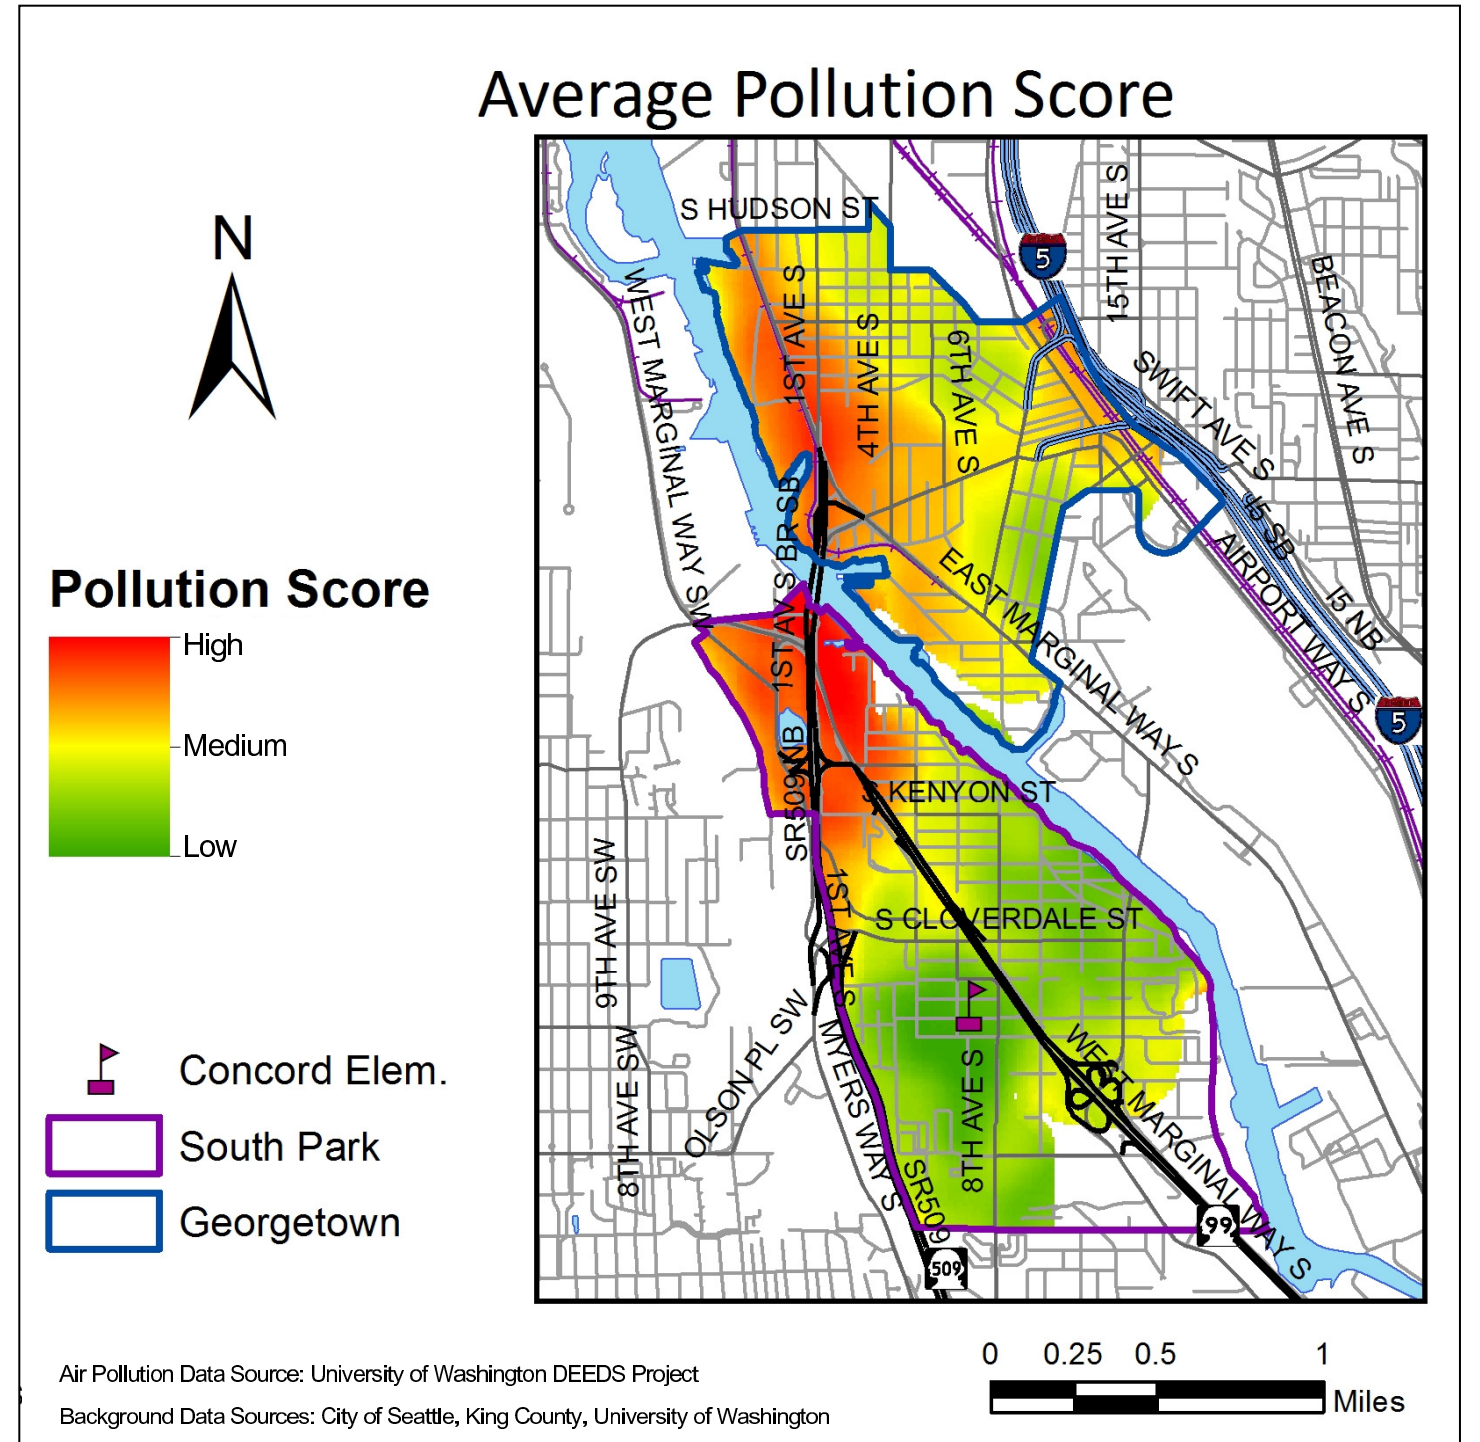 Average Pollution Score
N
S HUDSON ST
5
15TH AVE S
BEACON AVE S
WEST MARGINAL WAY SW
1ST AVE S
4TH AVE S
6TH AVE S
SWIFT AVE S
I5 SB
I5 NB
AIRPORT WAY S
5
1ST AV S BR SB
1ST AV S
EAST MARGINAL WAY S
Pollution Score
High
Medium
Low
SR509 NB
S KENYON ST
9TH AVE SW
1ST AVE S
S CLOVERDALE ST
8TH AVE SW
OLSON PL SW
MYERS WAY S
8TH AVE S
WEST MARGINAL WAY S
SR509
99
509
Concord Elem.
South Park
Georgetown
0 0.25 0.5 1
Miles
Air Pollution Data Source: University of Washington DEEDS Project
Background Data Sources: City of Seattle, King County, University of Washington